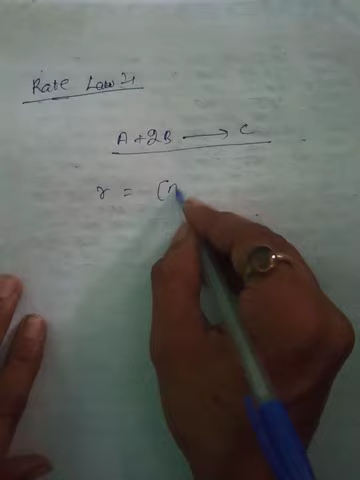 Rate Law :-
A + 2B ⟶ C
r = [